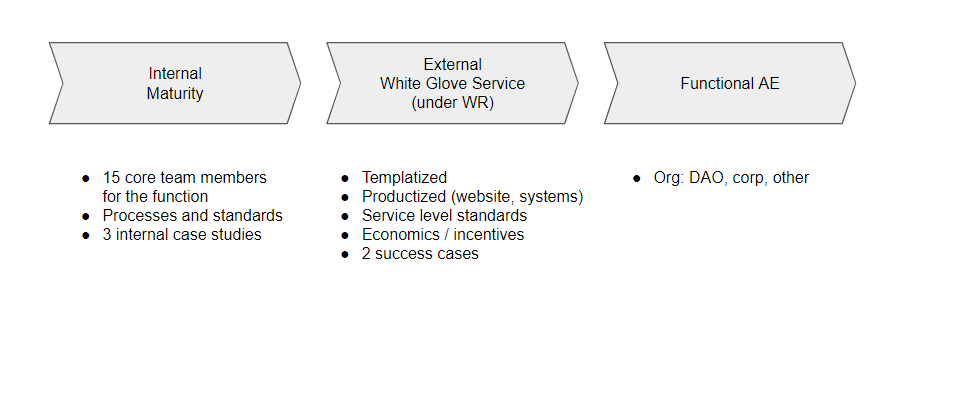 Internal
Maturity
External
White Glove Service
(under WR)
Functional AE
● 15 core team members
for the function
● Processes and standards
● 3 internal case studies
● Templatized
● Productized (website, systems)
● Service level standards
● Economics / incentives
● 2 success cases
● Org: DAO, corp, other